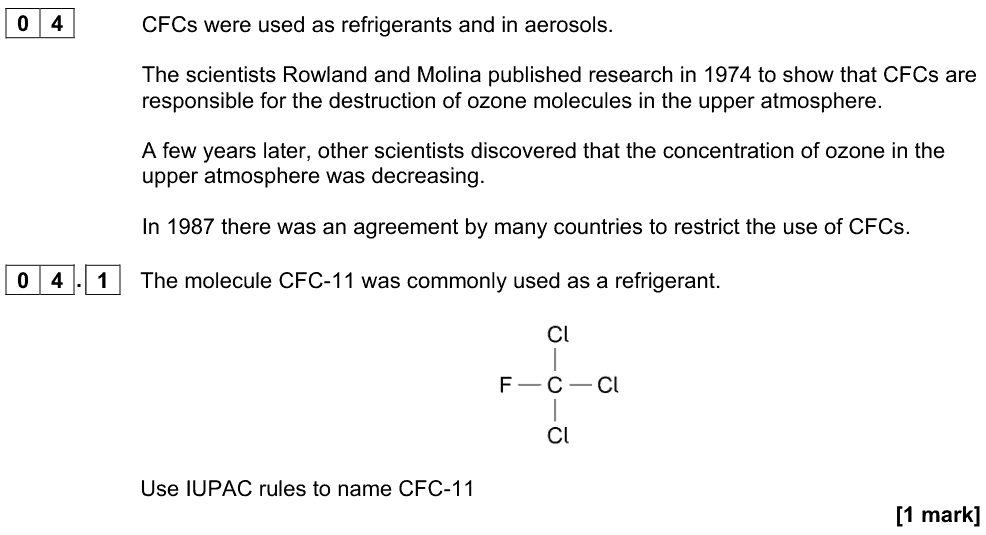 0 4 CFCs were used as refrigerants and in aerosols.
The scientists Rowland and Molina published research in 1974 to show that CFCs are
responsible for the destruction of ozone molecules in the upper atmosphere.
A few years later, other scientists discovered that the concentration of ozone in the
upper atmosphere was decreasing.
In 1987 there was an agreement by many countries to restrict the use of CFCs.
0 4 . 1 The molecule CFC-11 was commonly used as a refrigerant.
Cl
F — C — Cl
Cl
Use IUPAC rules to name CFC-11
[1 mark]